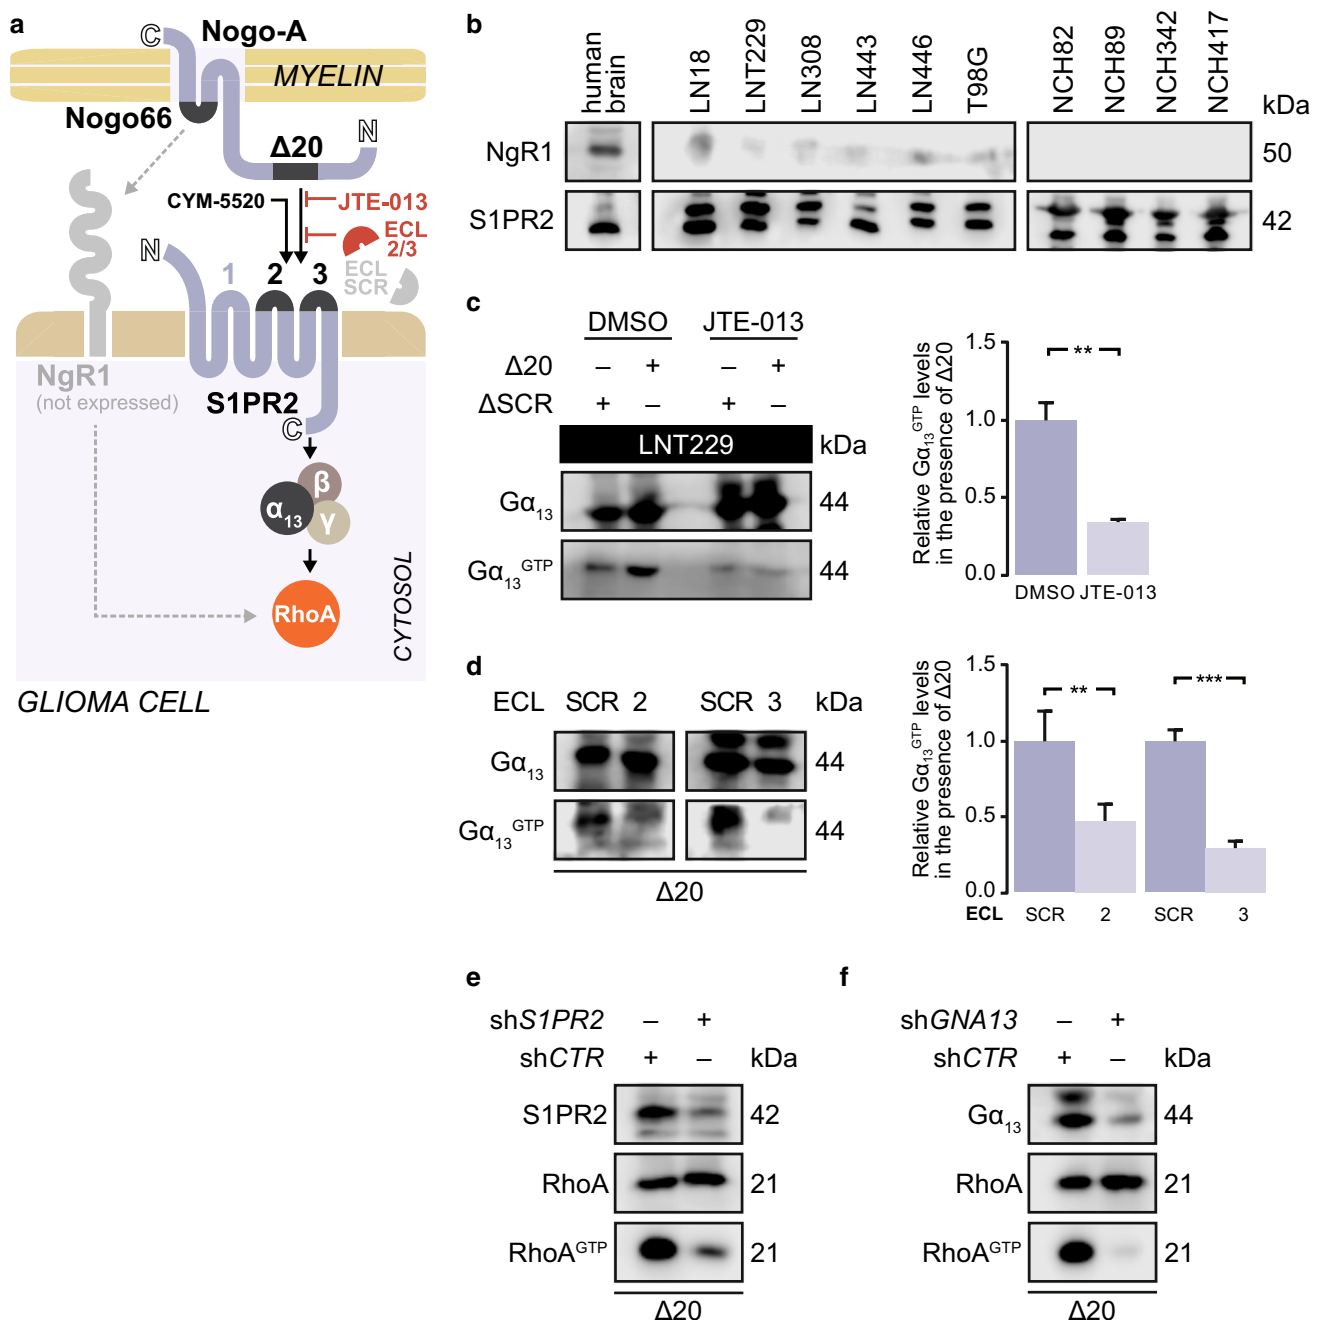 a
C
Nogo-A
MYELIN
Nogo66
N
Δ20
CYM-5520
JTE-013
ECL
2/3
ECL
SCR
N
1 2 3
NgR1
(not expressed)
S1PR2
C
β
α13
γ
RhoA
CYTOSOL
GLIOMA CELL
b
human
brain
LN18
LNT229
LN308
LN443
LN446
T98G
NCH82
NCH89
NCH342
NCH417
kDa
NgR1 50
S1PR2 42
c
DMSO JTE-013
Δ20 – + – +
ΔSCR + – + –
LNT229 kDa
Gα13 44
Gα13GTP 44
Relative Gα13GTP levels
in the presence of Δ20
1.5
1.0
0.5
0.0
**
DMSO JTE-013
d
ECL SCR 2 SCR 3 kDa
Gα13 44
Gα13GTP 44
Δ20
Relative Gα13GTP levels
in the presence of Δ20
1.5
1.0
0.5
0.0
** ***
ECL SCR 2 SCR 3
e
shS1PR2 – +
shCTR + – kDa
S1PR2 42
RhoA 21
RhoAGTP 21
Δ20
f
shGNA13 – +
shCTR + – kDa
Gα13 44
RhoA 21
RhoAGTP 21
Δ20